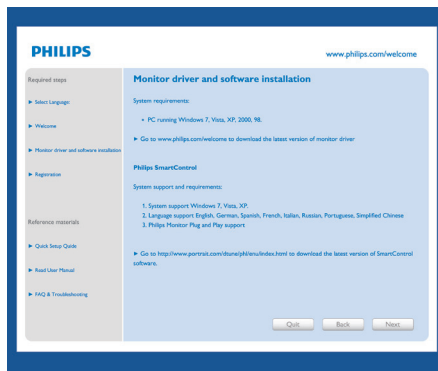 PHILIPS
www.philips.com/welcome
Required steps
► Select Language:
► Welcome
► Monitor driver and software installation
► Registration
Reference materials
► Quick Setup Quide
► Read User Manual
► FAQ & Troubleshooting
Monitor driver and software installation
System requirements:
• PC running Windows 7, Vista, XP, 2000, 98.
► Go to www.philips.com/welcome to download the latest version of monitor driver
Philips SmartControl
System support and requirements:
1. System support Windows 7, Vista, XP.
2. Language support English, German, Spanish, French, Italian, Russian, Portuguese, Simplified Chinese
3. Philips Monitor Plug and Play support
► Go to http://www.portrait.com/dtune/phl/enu/index.html to download the latest version of SmartControl
software.
Quit
Back
Next